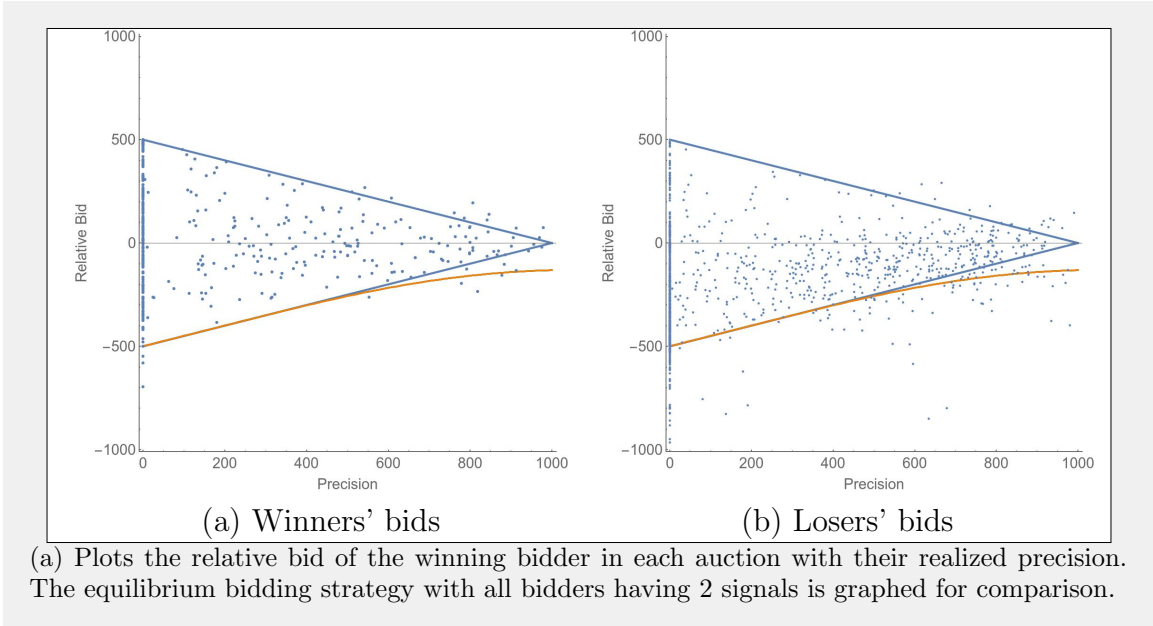 1000
500
0
−500
−1000
Relative Bid
0 200 400 600 800 1000
Precision
(a) Winners' bids
1000
500
0
−500
−1000
Relative Bid
0 200 400 600 800 1000
Precision
(b) Losers' bids
(a) Plots the relative bid of the winning bidder in each auction with their realized precision.
The equilibrium bidding strategy with all bidders having 2 signals is graphed for comparison.